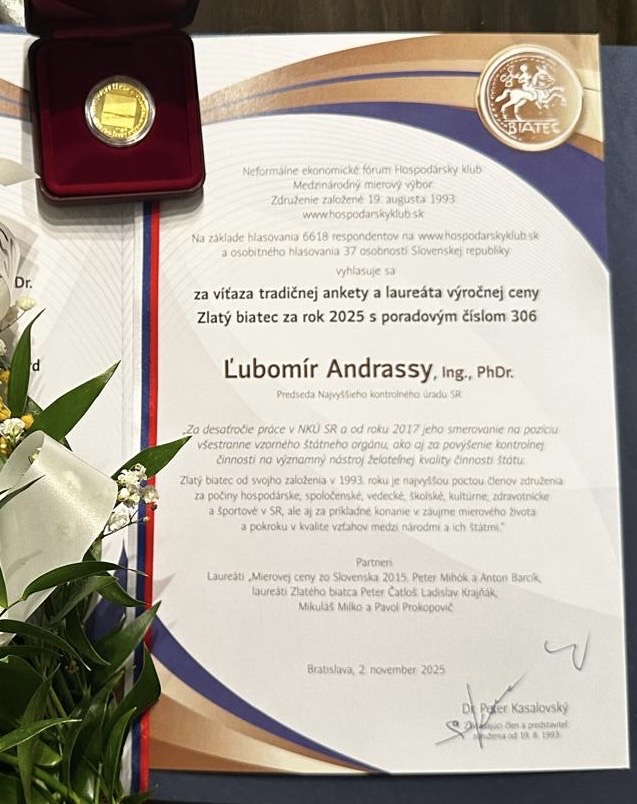 BIATEC
Neformálne ekonomické fórum Hospodársky klub
Medzinárodný mierový výbor
Združenie založené 19. augusta 1993
www.hospodarskyklub.sk
Na základe hlasovania 6618 respondentov na www.hospodarskyklub.sk
a osobitného hlasovania 37 osobností Slovenskej republiky
vyhlasuje sa
za víťaza tradičnej ankety a laureáta výročnej ceny
Zlatý biatec za rok 2025 s poradovým číslom 306
Dr.
Ľubomír Andrassy, Ing., PhDr.
Predseda Najvyššieho kontrolného úradu SR
„Za desaťročie práce v NKÚ SR a od roku 2017 jeho smerovanie na pozíciu
všestranne vzorného štátneho orgánu, ako aj za povýšenie kontrolnej
činnosti na významný nástroj želateľnej kvality činnosti štátu.
Zlatý biatec od svojho založenia v 1993. roku je najvyššou poctou členov združenia
za počiny hospodárske, spoločenské, vedecké, školské, kultúrne, zdravotnícke
a športové v SR, ale aj za príkladné konanie v záujme mierového života
a pokroku v kvalite vzťahov medzi národmi a ich štátmi."
Partneri
Laureáti „Mierovej ceny zo Slovenska 2015: Peter Mihók a Anton Barcík,
laureáti Zlatého biatca Peter Čatloš, Ladislav Krajňák,
Mikuláš Milko a Pavol Prokopovič
Bratislava, 2. november 2025
Dr. Peter Kasalovský
člen a predstaviteľ
združenia od 19. 8. 1993